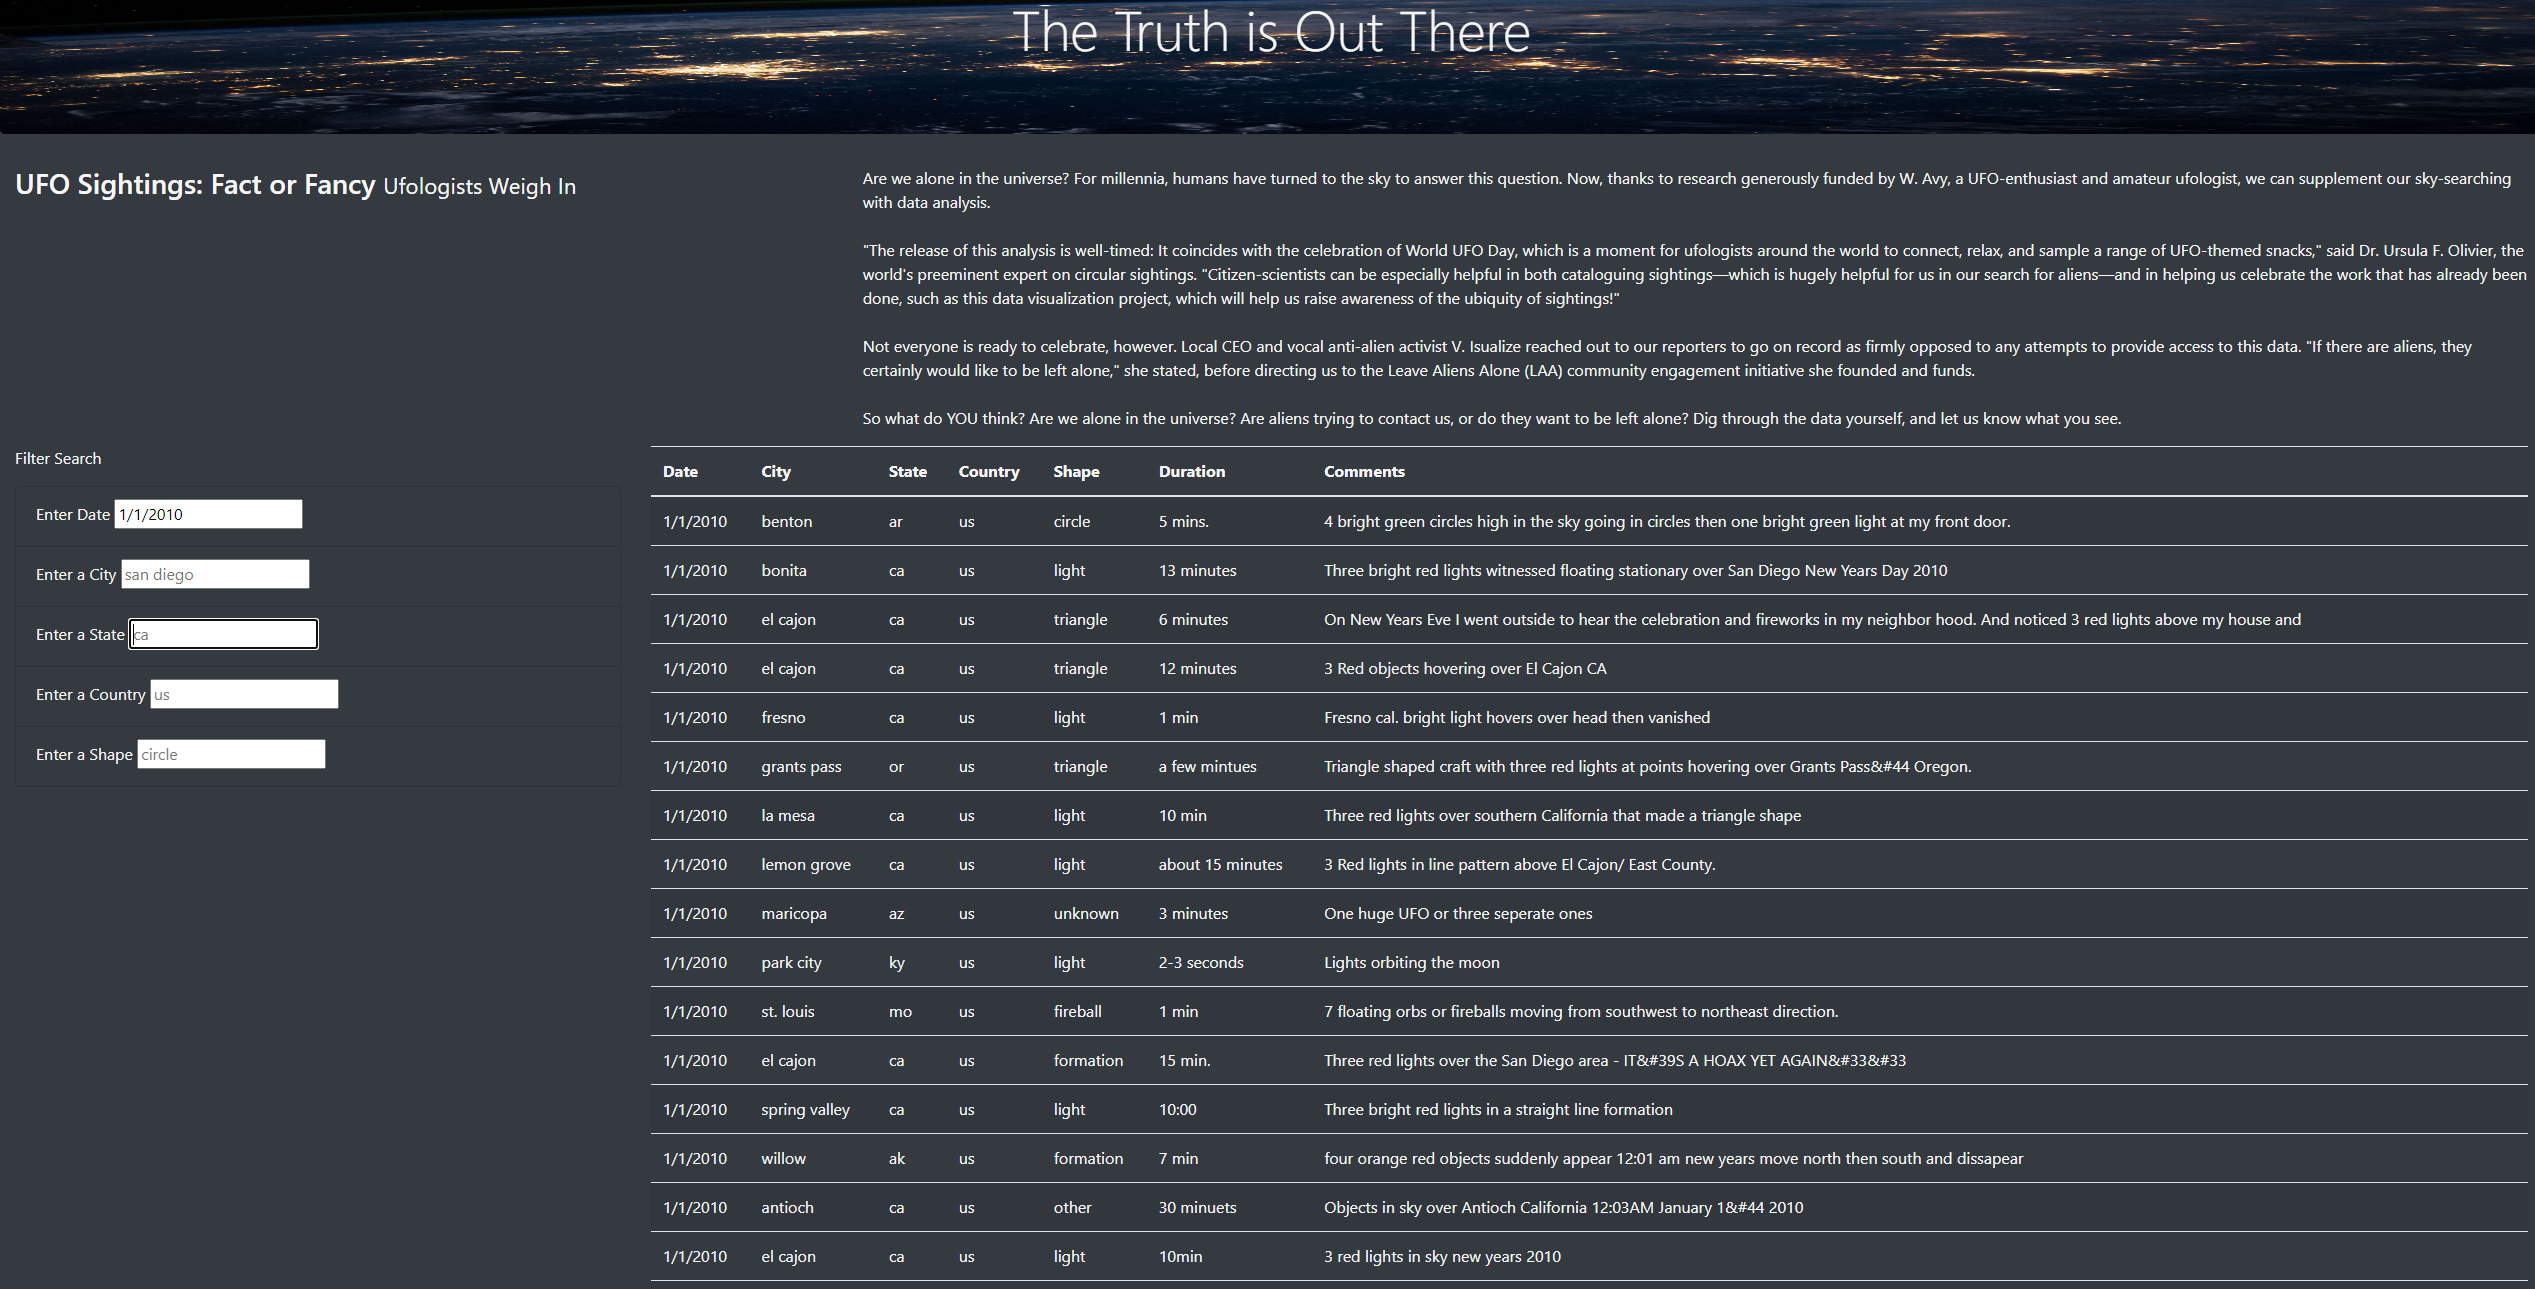 The Truth is Out There
UFO Sightings: Fact or Fancy Ufologists Weigh In
Are we alone in the universe? For millennia, humans have turned to the sky to answer this question. Now, thanks to research generously funded by W. Avy, a UFO-enthusiast and amateur ufologist, we can supplement our sky-searching
with data analysis.
"The release of this analysis is well-timed: It coincides with the celebration of World UFO Day, which is a moment for ufologists around the world to connect, relax, and sample a range of UFO-themed snacks," said Dr. Ursula F. Olivier, the
world's preeminent expert on circular sightings. "Citizen-scientists can be especially helpful in both cataloguing sightings—which is hugely helpful for us in our search for aliens—and in helping us celebrate the work that has already been
done, such as this data visualization project, which will help us raise awareness of the ubiquity of sightings!"
Not everyone is ready to celebrate, however. Local CEO and vocal anti-alien activist V. Isualize reached out to our reporters to go on record as firmly opposed to any attempts to provide access to this data. "If there are aliens, they
certainly would like to be left alone," she stated, before directing us to the Leave Aliens Alone (LAA) community engagement initiative she founded and funds.
So what do YOU think? Are we alone in the universe? Are aliens trying to contact us, or do they want to be left alone? Dig through the data yourself, and let us know what you see.
Filter Search
Enter Date 1/1/2010
Enter a City san diego
Enter a State ca
Enter a Country us
Enter a Shape circle
Date City State Country Shape Duration Comments
1/1/2010 benton ar us circle 5 mins. 4 bright green circles high in the sky going in circles then one bright green light at my front door.
1/1/2010 bonita ca us light 13 minutes Three bright red lights witnessed floating stationary over San Diego New Years Day 2010
1/1/2010 el cajon ca us triangle 6 minutes On New Years Eve I went outside to hear the celebration and fireworks in my neighbor hood. And noticed 3 red lights above my house and
1/1/2010 el cajon ca us triangle 12 minutes 3 Red objects hovering over El Cajon CA
1/1/2010 fresno ca us light 1 min Fresno cal. bright light hovers over head then vanished
1/1/2010 grants pass or us triangle a few mintues Triangle shaped craft with three red lights at points hovering over Grants Pass&#44 Oregon.
1/1/2010 la mesa ca us light 10 min Three red lights over southern California that made a triangle shape
1/1/2010 lemon grove ca us light about 15 minutes 3 Red lights in line pattern above El Cajon/ East County.
1/1/2010 maricopa az us unknown 3 minutes One huge UFO or three seperate ones
1/1/2010 park city ky us light 2-3 seconds Lights orbiting the moon
1/1/2010 st. louis mo us fireball 1 min 7 floating orbs or fireballs moving from southwest to northeast direction.
1/1/2010 el cajon ca us formation 15 min. Three red lights over the San Diego area - IT&#39S A HOAX YET AGAIN&#33&#33
1/1/2010 spring valley ca us light 10:00 Three bright red lights in a straight line formation
1/1/2010 willow ak us formation 7 min four orange red objects suddenly appear 12:01 am new years move north then south and dissapear
1/1/2010 antioch ca us other 30 minuets Objects in sky over Antioch California 12:03AM January 1&#44 2010
1/1/2010 el cajon ca us light 10min 3 red lights in sky new years 2010